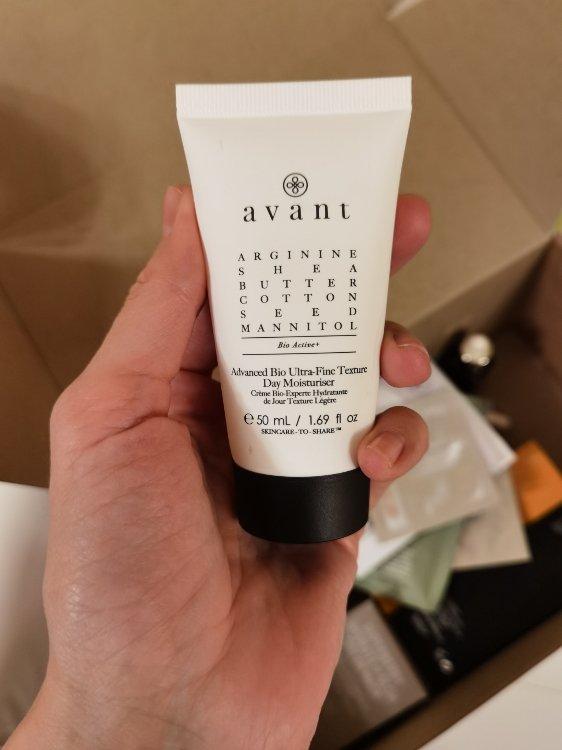 avant
ARGININE
SHEA
BUTTER
COTTON
SEED
MANNITOL
Bio Active+
Advanced Bio Ultra-Fine Texture
Day Moisturiser
Crème Bio-Experte Hydratante
de Jour Texture Légère
℮50 mL / 1.69 fl oz
SKINCARE-TO-SHARE™